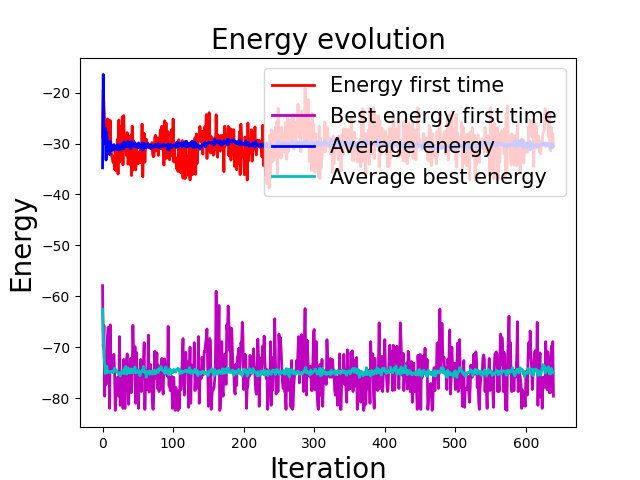 Energy evolution
Energy first time
Best energy first time
Average energy
Average best energy
Energy
−20
−30
−40
−50
−60
−70
−80
0 100 200 300 400 500 600
Iteration